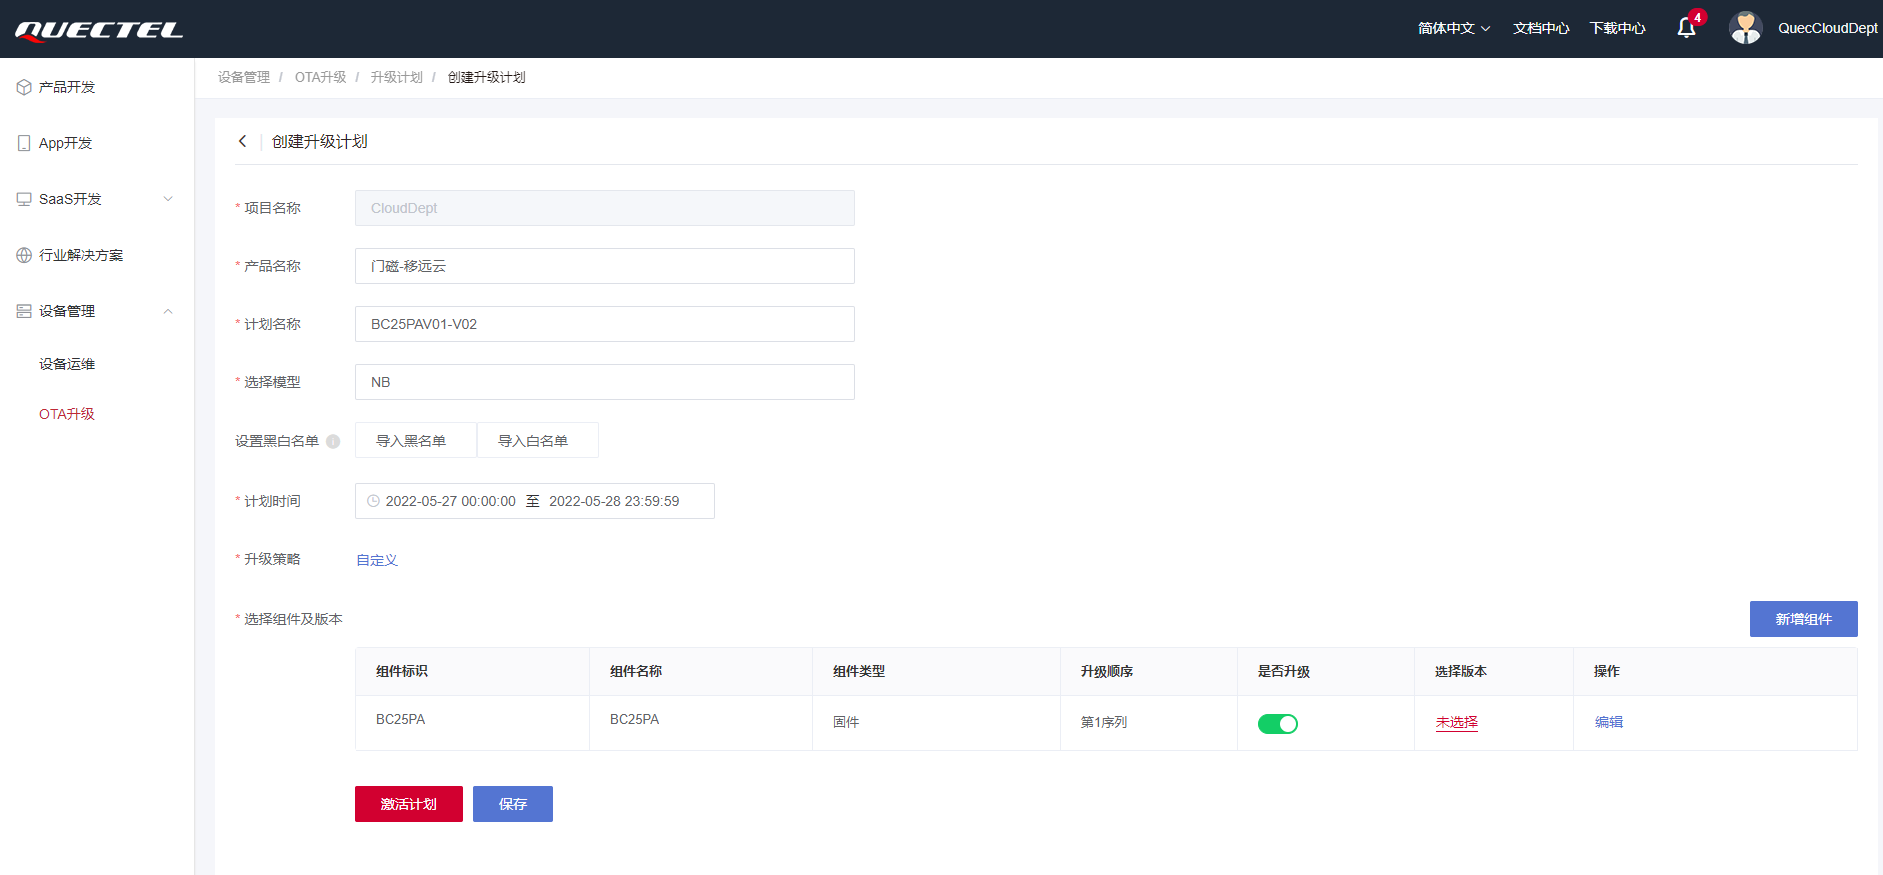 QUECTEL
简体中文 文档中心 下载中心 4 QuecCloudDept
产品开发
App开发
SaaS开发
行业解决方案
设备管理
设备运维
OTA升级
设备管理 / OTA升级 / 升级计划 / 创建升级计划
创建升级计划
* 项目名称 CloudDept
* 产品名称 门磁-移远云
* 计划名称 BC25PAV01-V02
* 选择模型 NB
设置黑白名单 i 导入黑名单 导入白名单
* 计划时间 2022-05-27 00:00:00 至 2022-05-28 23:59:59
* 升级策略 自定义
* 选择组件及版本 新增组件
组件标识 组件名称 组件类型 升级顺序 是否升级 选择版本 操作
BC25PA BC25PA 固件 第1序列 未选择 编辑
激活计划 保存